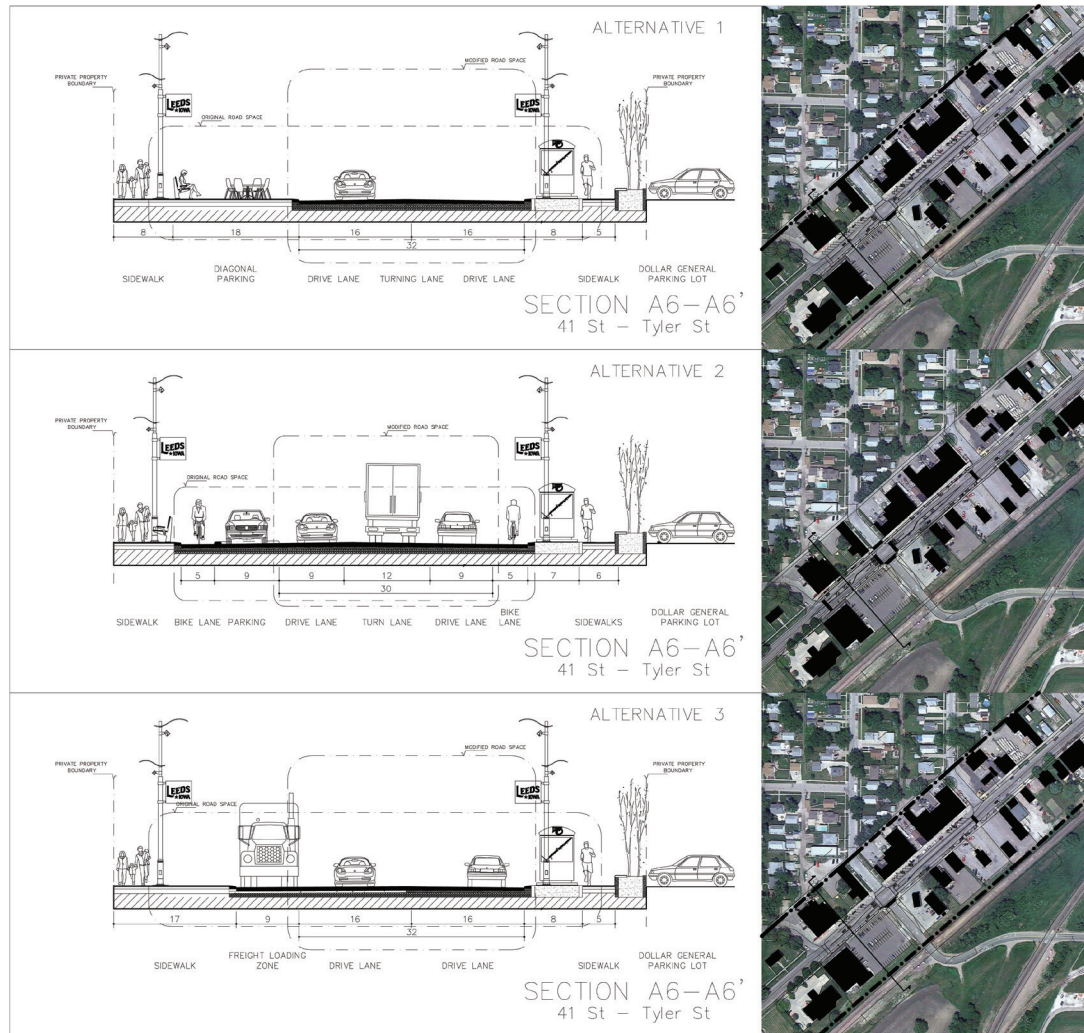 ALTERNATIVE 1
MODIFIED ROAD SPACE
PRIVATE PROPERTY
BOUNDARY
PRIVATE PROPERTY
BOUNDARY
LEEDS
IOWA
LEEDS
IOWA
ORIGINAL ROAD SPACE
8 18 16 16 8 5
32
SIDEWALK DIAGONAL PARKING DRIVE LANE TURNING LANE DRIVE LANE SIDEWALK DOLLAR GENERAL PARKING LOT
SECTION A6-A6'
41 St - Tyler St
ALTERNATIVE 2
PRIVATE PROPERTY
BOUNDARY
MODIFIED ROAD SPACE
LEEDS
IOWA
LEEDS
IOWA
ORIGINAL ROAD SPACE
5 9 9 12 9 5 7 6
30
SIDEWALK BIKE LANE PARKING DRIVE LANE TURN LANE DRIVE LANE BIKE LANE SIDEWALKS DOLLAR GENERAL PARKING LOT
SECTION A6-A6'
41 St - Tyler St
ALTERNATIVE 3
MODIFIED ROAD SPACE
PRIVATE PROPERTY
BOUNDARY
PRIVATE PROPERTY
BOUNDARY
LEEDS
IOWA
LEEDS
IOWA
ORIGINAL ROAD SPACE
17 9 16 16 8 5
32
SIDEWALK FREIGHT LOADING ZONE DRIVE LANE DRIVE LANE SIDEWALK DOLLAR GENERAL PARKING LOT
SECTION A6-A6'
41 St - Tyler St